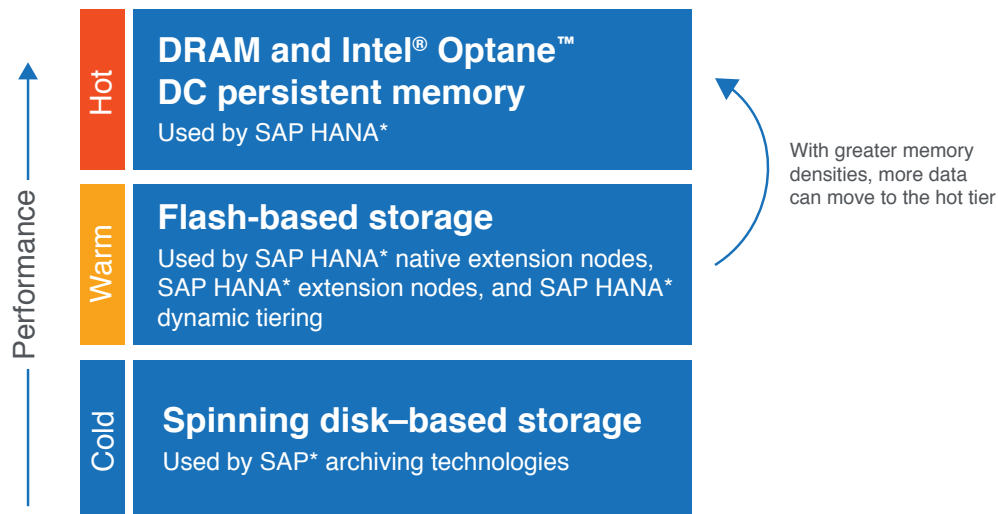 Performance
Hot
DRAM and Intel® Optane™
DC persistent memory
Used by SAP HANA*
Warm
Flash-based storage
Used by SAP HANA* native extension nodes,
SAP HANA* extension nodes, and SAP HANA*
dynamic tiering
Cold
Spinning disk–based storage
Used by SAP* archiving technologies
With greater memory
densities, more data
can move to the hot tier